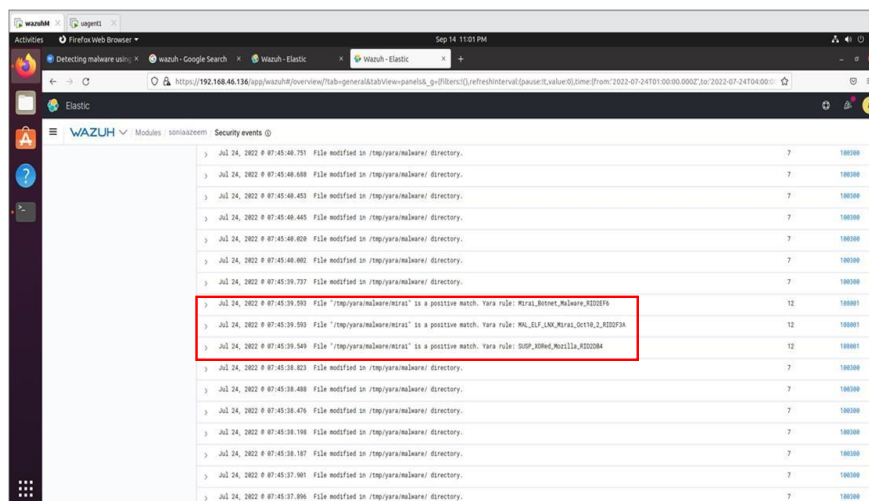 wazuhM
uagent1
Activities
Firefox Web Browser
Sep 14 11:01 PM
Detecting malware using
wazuh - Google Search
Wazuh - Elastic
Wazuh - Elastic
https://192.168.46.136/app/wazuh#/overview/?tab=general&tabView=panels&_g=(filters:!(),refreshInterval:(pause:!t,value:0),time:(from:'2022-07-24T01:00:00.000Z',to:'2022-07-24T04:00:0
Elastic
WAZUH
Modules
soniaazeem
Security events
Jul 24, 2022 @ 07:45:40.751 File modified in /tmp/yara/malware/ directory. 7 100300
Jul 24, 2022 @ 07:45:40.688 File modified in /tmp/yara/malware/ directory. 7 100300
Jul 24, 2022 @ 07:45:40.453 File modified in /tmp/yara/malware/ directory. 7 100300
Jul 24, 2022 @ 07:45:40.445 File modified in /tmp/yara/malware/ directory. 7 100300
Jul 24, 2022 @ 07:45:40.020 File modified in /tmp/yara/malware/ directory. 7 100300
Jul 24, 2022 @ 07:45:40.002 File modified in /tmp/yara/malware/ directory. 7 100300
Jul 24, 2022 @ 07:45:39.737 File modified in /tmp/yara/malware/ directory. 7 100300
Jul 24, 2022 @ 07:45:39.593 File "/tmp/yara/malware/mirai" is a positive match. Yara rule: Mirai_Botnet_Malware_RID2EF6 12 108001
Jul 24, 2022 @ 07:45:39.593 File "/tmp/yara/malware/mirai" is a positive match. Yara rule: MAL_ELF_LNX_Mirai_Oct10_2_RID2F3A 12 108001
Jul 24, 2022 @ 07:45:39.549 File "/tmp/yara/malware/mirai" is a positive match. Yara rule: SUSP_XORed_Mozilla_RID2DB4 12 108001
Jul 24, 2022 @ 07:45:38.823 File modified in /tmp/yara/malware/ directory. 7 100300
Jul 24, 2022 @ 07:45:38.488 File modified in /tmp/yara/malware/ directory. 7 100300
Jul 24, 2022 @ 07:45:38.476 File modified in /tmp/yara/malware/ directory. 7 100300
Jul 24, 2022 @ 07:45:38.198 File modified in /tmp/yara/malware/ directory. 7 100300
Jul 24, 2022 @ 07:45:38.187 File modified in /tmp/yara/malware/ directory. 7 100300
Jul 24, 2022 @ 07:45:37.901 File modified in /tmp/yara/malware/ directory. 7 100300
Jul 24, 2022 @ 07:45:37.896 File modified in /tmp/yara/malware/ directory. 7 100300